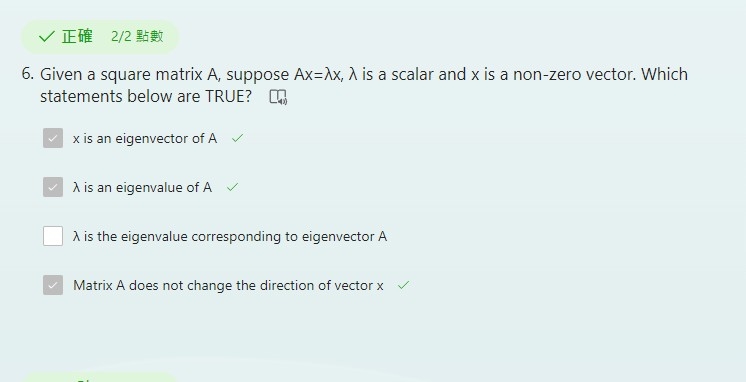 正確 2/2 點數
6. Given a square matrix A, suppose Ax=λx, λ is a scalar and x is a non-zero vector. Which
statements below are TRUE?
x is an eigenvector of A
λ is an eigenvalue of A
λ is the eigenvalue corresponding to eigenvector A
Matrix A does not change the direction of vector x